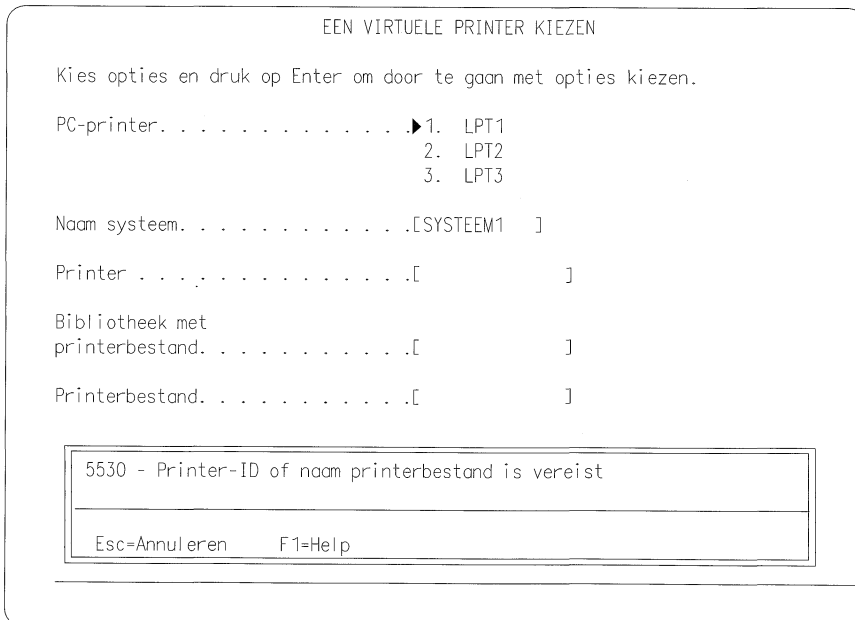 EEN VIRTUELE PRINTER KIEZEN
Kies opties en druk op Enter om door te gaan met opties kiezen.
PC-printer. . . . . . . . . . . . . .▶1. LPT1
2. LPT2
3. LPT3
Naam systeem. . . . . . . . . . . . .[SYSTEEM1 ]
Printer . . . . . . . . . . . . . . .[ ]
Bibliotheek met
printerbestand. . . . . . . . . . . .[ ]
Printerbestand. . . . . . . . . . . .[ ]
5530 - Printer-ID of naam printerbestand is vereist
Esc=Annuleren F1=Help